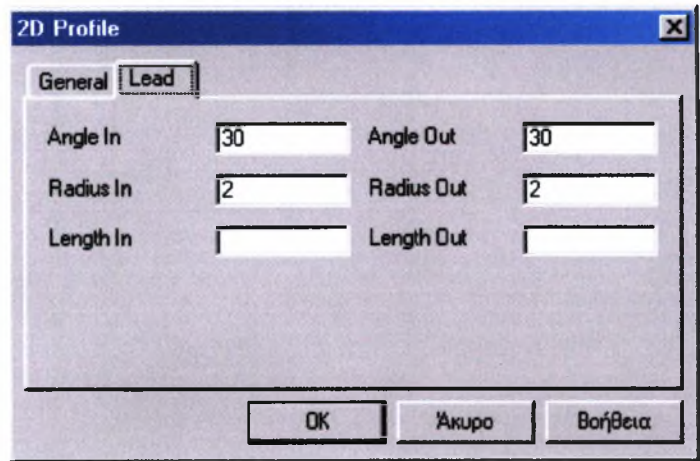 2D Profile
General Lead
Angle In 30 Angle Out 30
Radius In 2 Radius Out 2
Length In Length Out
OK Άκυρο Βοήθεια